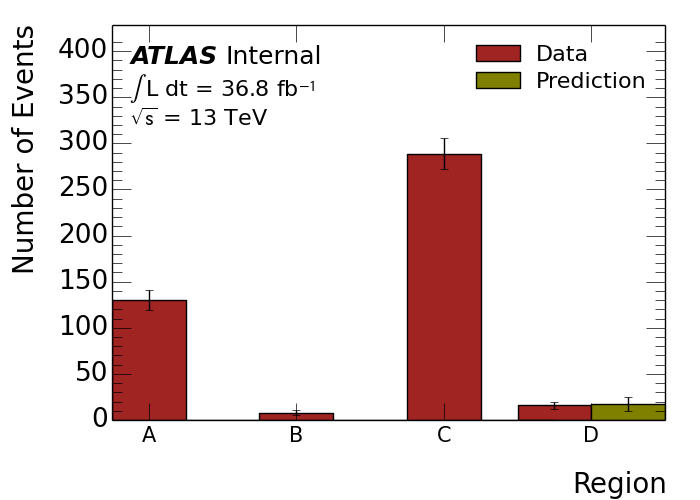 Number of Events
400
350
300
250
200
150
100
50
0
ATLAS Internal
∫L dt = 36.8 fb⁻¹
√s = 13 TeV
Data
Prediction
A B C D
Region